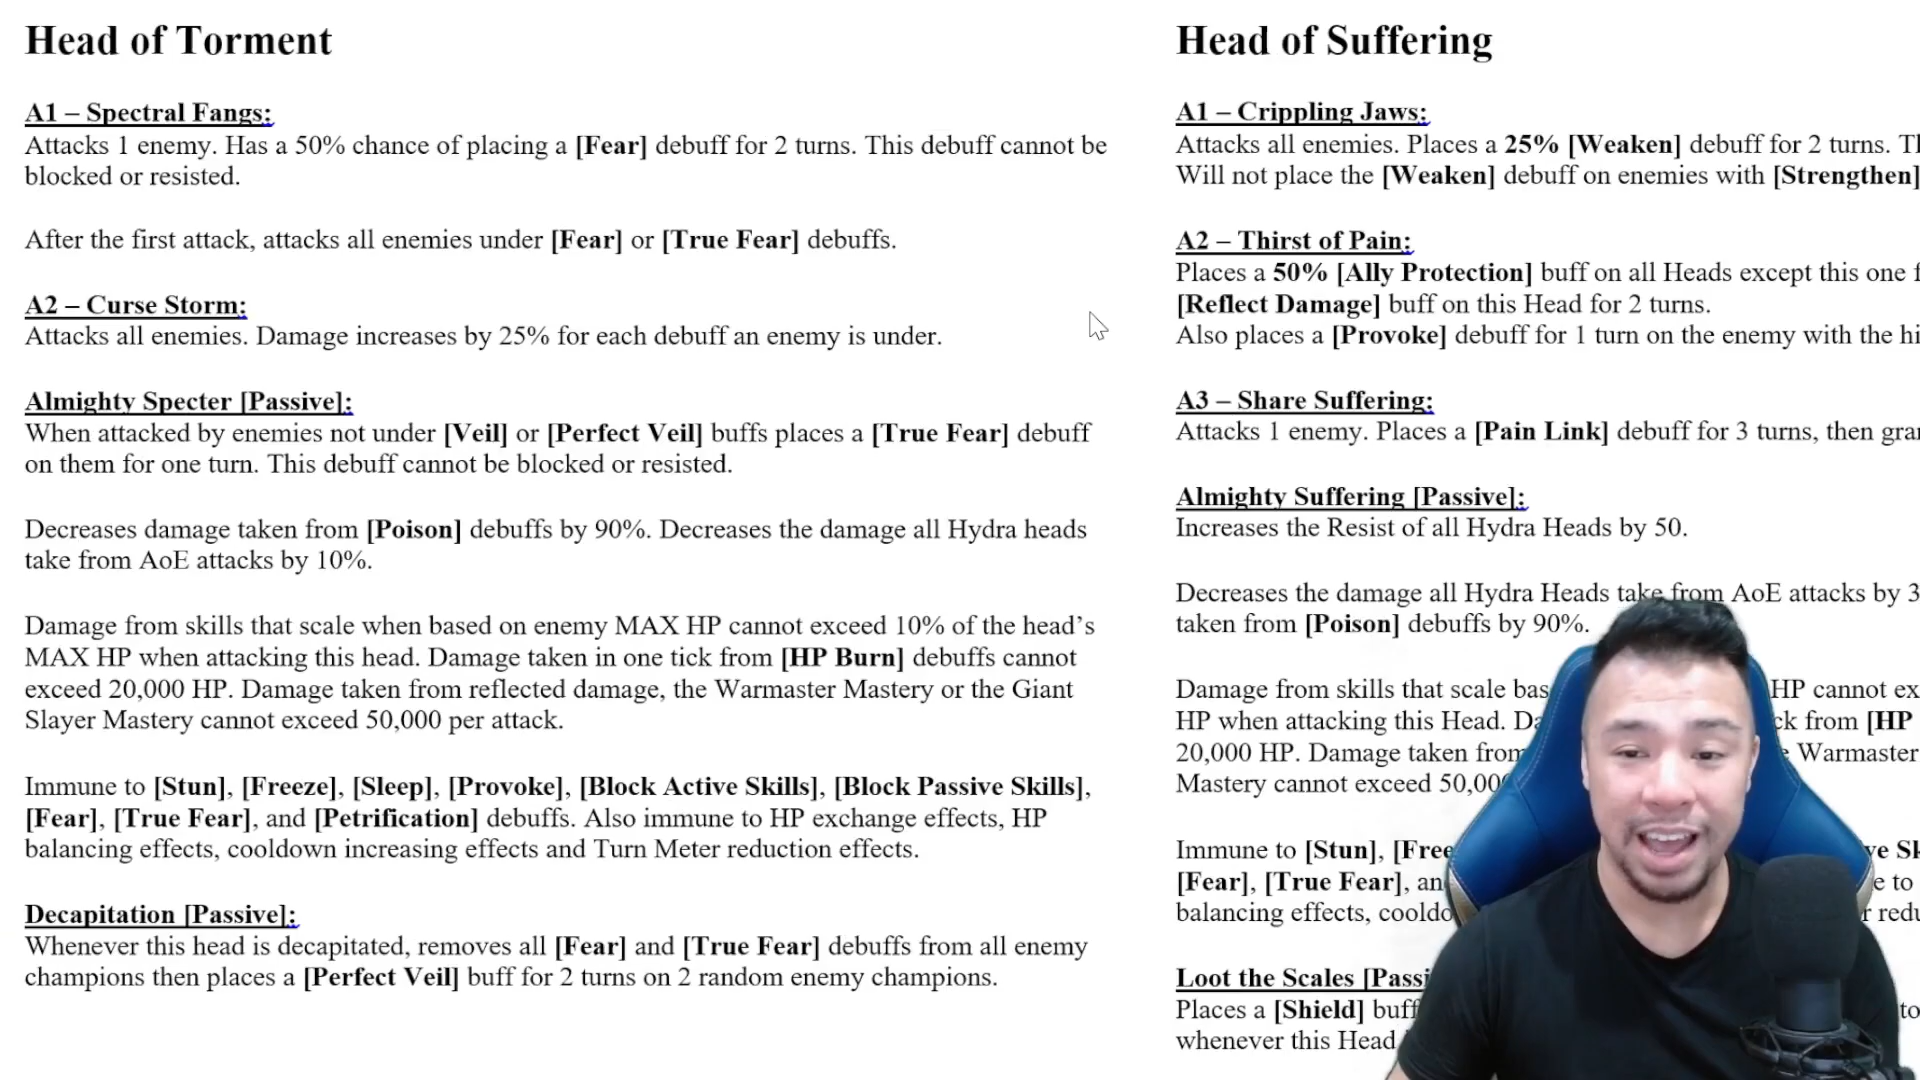 Head of Torment
A1 – Spectral Fangs:
Attacks 1 enemy. Has a 50% chance of placing a [Fear] debuff for 2 turns. This debuff cannot be
blocked or resisted.
After the first attack, attacks all enemies under [Fear] or [True Fear] debuffs.
A2 – Curse Storm:
Attacks all enemies. Damage increases by 25% for each debuff an enemy is under.
Almighty Specter [Passive]:
When attacked by enemies not under [Veil] or [Perfect Veil] buffs places a [True Fear] debuff
on them for one turn. This debuff cannot be blocked or resisted.
Decreases damage taken from [Poison] debuffs by 90%. Decreases the damage all Hydra heads
take from AoE attacks by 10%.
Damage from skills that scale when based on enemy MAX HP cannot exceed 10% of the head’s
MAX HP when attacking this head. Damage taken in one tick from [HP Burn] debuffs cannot
exceed 20,000 HP. Damage taken from reflected damage, the Warmaster Mastery or the Giant
Slayer Mastery cannot exceed 50,000 per attack.
Immune to [Stun], [Freeze], [Sleep], [Provoke], [Block Active Skills], [Block Passive Skills],
[Fear], [True Fear], and [Petrification] debuffs. Also immune to HP exchange effects, HP
balancing effects, cooldown increasing effects and Turn Meter reduction effects.
Decapitation [Passive]:
Whenever this head is decapitated, removes all [Fear] and [True Fear] debuffs from all enemy
champions then places a [Perfect Veil] buff for 2 turns on 2 random enemy champions.
Head of Suffering
A1 – Crippling Jaws:
Attacks all enemies. Places a 25% [Weaken] debuff for 2 turns.
Will not place the [Weaken] debuff on enemies with [Strengthen]
A2 – Thirst of Pain:
Places a 50% [Ally Protection] buff on all Heads except this one
[Reflect Damage] buff on this Head for 2 turns.
Also places a [Provoke] debuff for 1 turn on the enemy with the
A3 – Share Suffering:
Attacks 1 enemy. Places a [Pain Link] debuff for 3 turns, then
Almighty Suffering [Passive]:
Increases the Resist of all Hydra Heads by 50.
Decreases the damage all Hydra Heads take from AoE attacks by 3
taken from [Poison] debuffs by 90%.
Damage from skills that scale HP cannot
HP when attacking this Head. from [HP
20,000 HP. Damage taken from Warmaster
Mastery cannot exceed
Immune to [Stun],
[Fear], [True Fear], to
balancing effects,
Loot the Scales
Places a [Shield]
whenever this Head